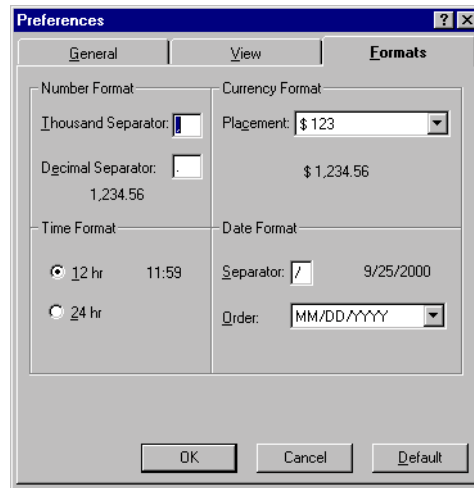 Preferences
General View Formats
Number Format
Thousand Separator: ,
Decimal Separator: .
1,234.56
Currency Format
Placement: $ 123
$ 1,234.56
Time Format
12 hr 11:59
24 hr
Date Format
Separator: / 9/25/2000
Order: MM/DD/YYYY
OK Cancel Default